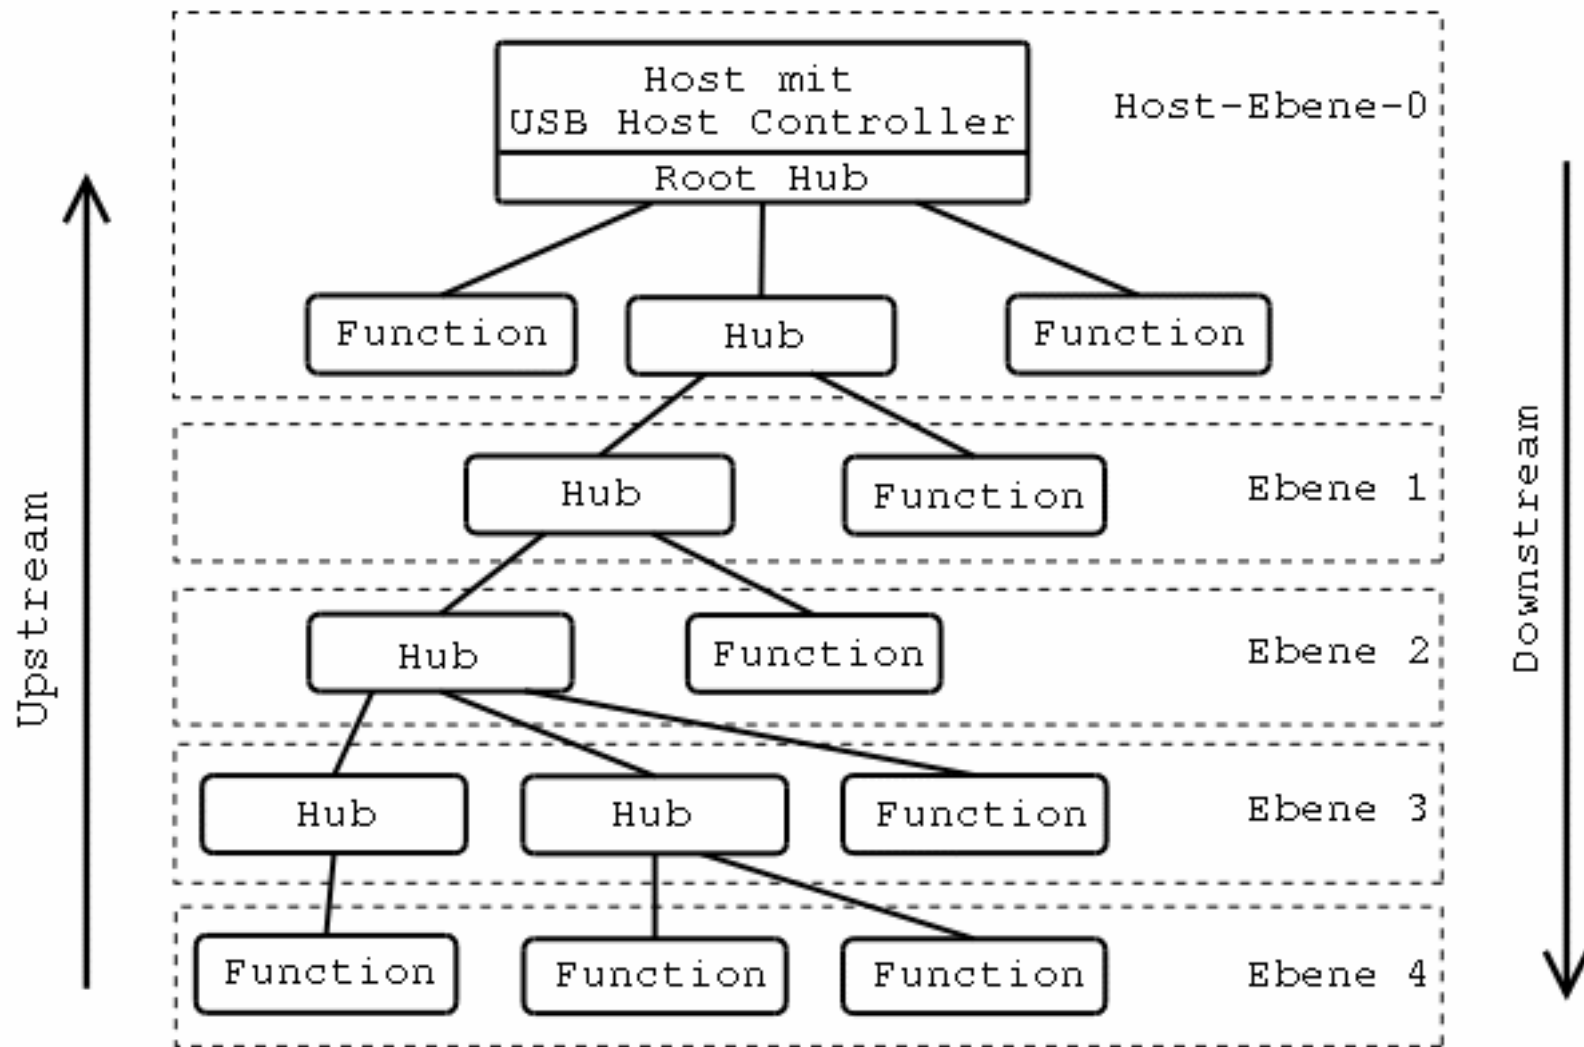 Host mit
USB Host Controller
Host-Ebene-0
Root Hub
Function
Hub
Function
Hub
Function
Ebene 1
Hub
Function
Ebene 2
Hub
Hub
Function
Ebene 3
Function
Function
Function
Ebene 4
Upstream
Downstream